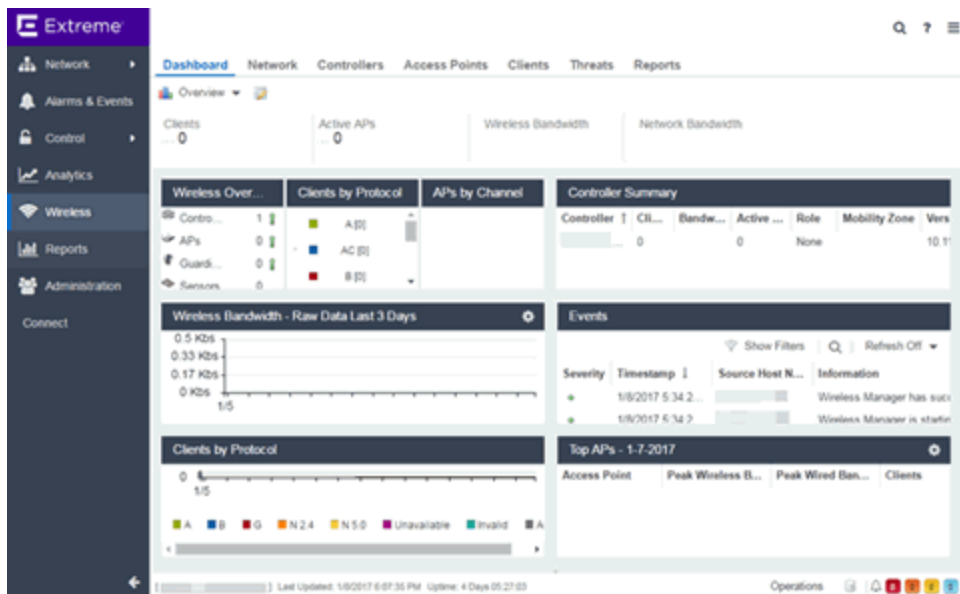 Extreme
Network
Alarms & Events
Control
Analytics
Wireless
Reports
Administration
Connect
Dashboard Network Controllers Access Points Clients Threats Reports
Overview
Clients Active APs Wireless Bandwidth Network Bandwidth
... 0 ... 0
Wireless Over... Clients by Protocol APs by Channel Controller Summary
Contro... 1
APs 0
Guardi... 0
Sensors 0
A [0]
AC [0]
B [0]
Controller Cli... Bandw... Active ... Role Mobility Zone Vers
... 0 0 None 10.1
Wireless Bandwidth - Raw Data Last 3 Days
0.5 Kbs
0.33 Kbs
0.17 Kbs
0 Kbs
1/5
Events
Show Filters Refresh Off
Severity Timestamp Source Host N... Information
1/8/2017 5:34:2... Wireless Manager has succ
1/8/2017 5:34:2 Wireless Manager is startin
Clients by Protocol
0
1/5
A B G N 2.4 N 5.0 Unavailable Invalid A
Top APs - 1-7-2017
Access Point Peak Wireless B... Peak Wired Ban... Clients
Last Updated: 1/8/2017 6:07:35 PM Uptime: 4 Days 05:27:03
Operations